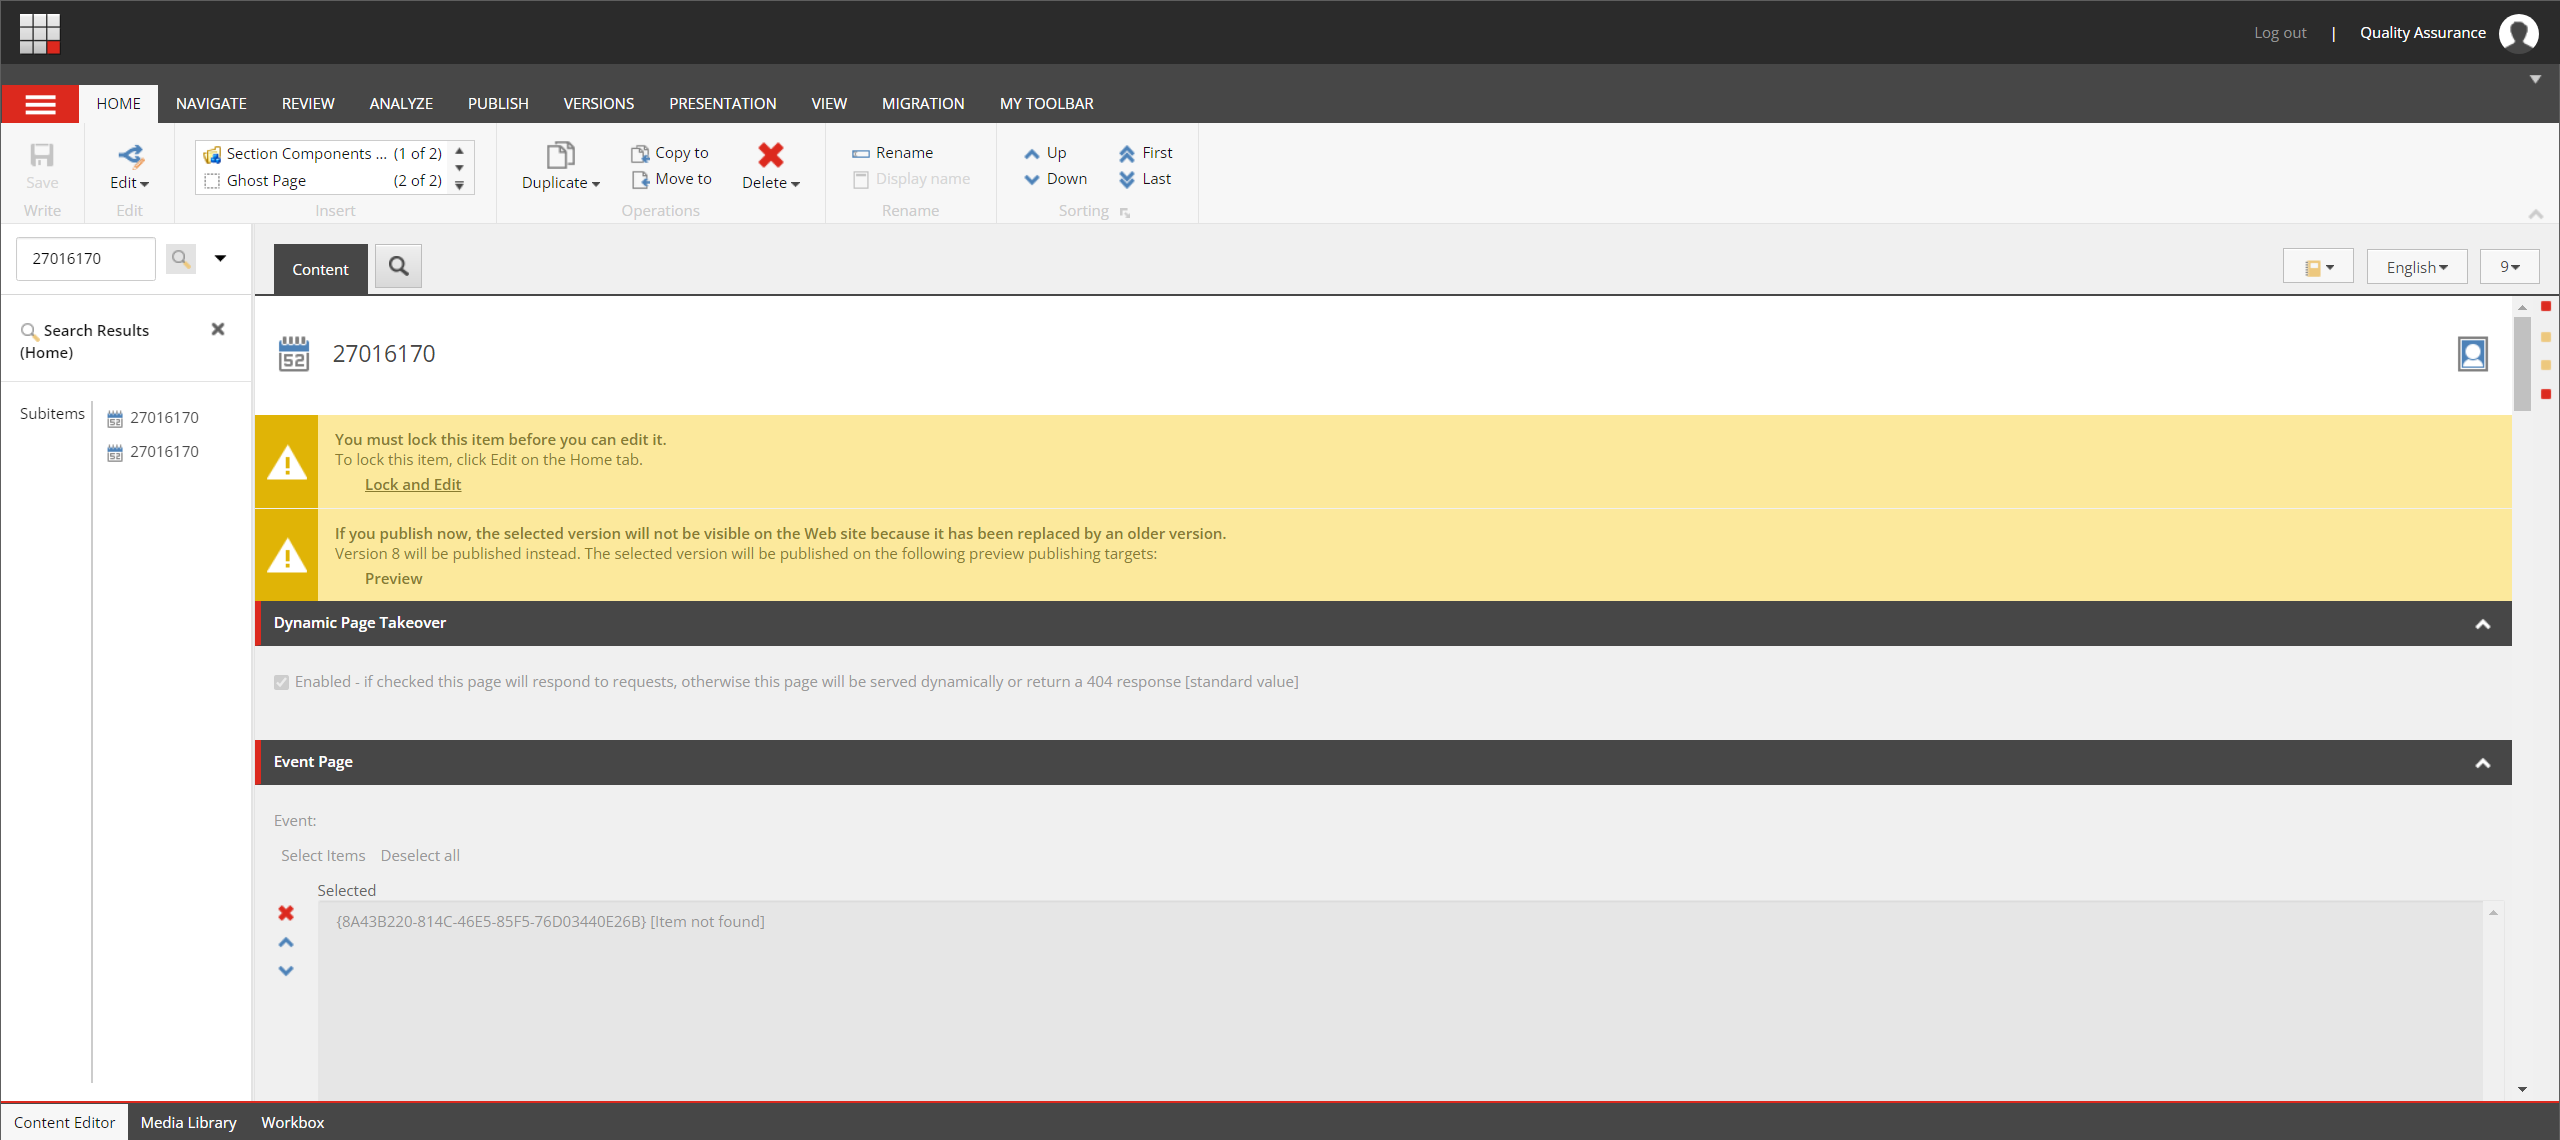 Log out | Quality Assurance
HOME NAVIGATE REVIEW ANALYZE PUBLISH VERSIONS PRESENTATION VIEW MIGRATION MY TOOLBAR
Save
Write
Edit
Edit
Section Components ... (1 of 2)
Ghost Page (2 of 2)
Insert
Duplicate
Copy to
Move to
Delete
Operations
Rename
Display name
Rename
Up First
Down Last
Sorting
27016170
Content
English 9
Search Results
(Home)
Subitems
27016170
27016170
52 27016170
You must lock this item before you can edit it.
To lock this item, click Edit on the Home tab.
Lock and Edit
If you publish now, the selected version will not be visible on the Web site because it has been replaced by an older version.
Version 8 will be published instead. The selected version will be published on the following preview publishing targets:
Preview
Dynamic Page Takeover
Enabled - if checked this page will respond to requests, otherwise this page will be served dynamically or return a 404 response [standard value]
Event Page
Event:
Select Items Deselect all
Selected
{8A43B220-814C-46E5-85F5-76D03440E26B} [Item not found]
Content Editor Media Library Workbox